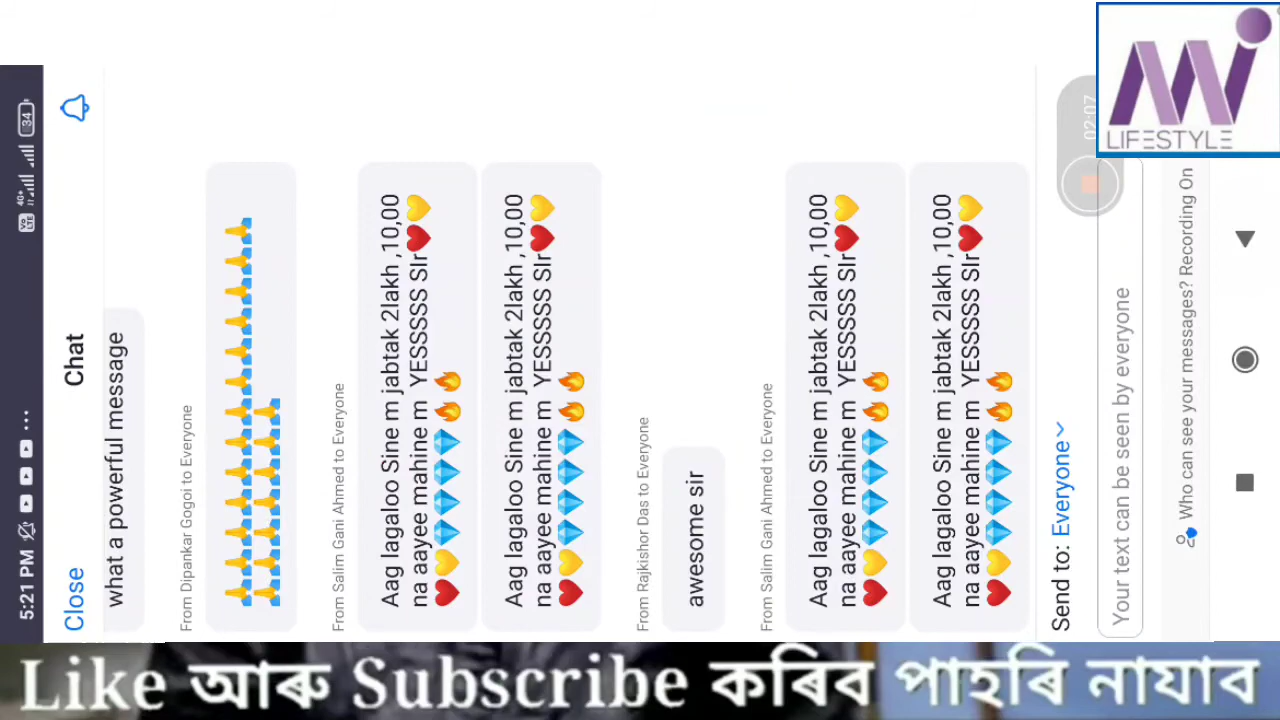 5:21 PM
34
Close
Chat
what a powerful message
From Dipankar Gogoi to Everyone
🙏🙏🙏🙏🙏🙏🙏🙏🙏🙏🙏🙏🙏
🙏🙏🙏🙏🙏🙏🙏
From Salim Gani Ahmed to Everyone
Aag lagaloo Sine m jabtak 2lakh ,10,00
na aayee mahine m YESSSSS SIr❤️💛
❤️💛💎💎💎💎🔥🔥
Aag lagaloo Sine m jabtak 2lakh ,10,00
na aayee mahine m YESSSSS SIr❤️💛
❤️💛💎💎💎💎🔥🔥
From Rajkishor Das to Everyone
awesome sir
From Salim Gani Ahmed to Everyone
Aag lagaloo Sine m jabtak 2lakh ,10,00
na aayee mahine m YESSSSS SIr❤️💛
❤️💛💎💎💎💎🔥🔥
Aag lagaloo Sine m jabtak 2lakh ,10,00
na aayee mahine m YESSSSS SIr❤️💛
❤️💛💎💎💎💎🔥🔥
Send to: Everyone
02:07
Your text can be seen by everyone
Who can see your messages? Recording On
Mi
LIFESTYLE
Like আৰু Subscribe কৰিব পাহৰি নাযাব